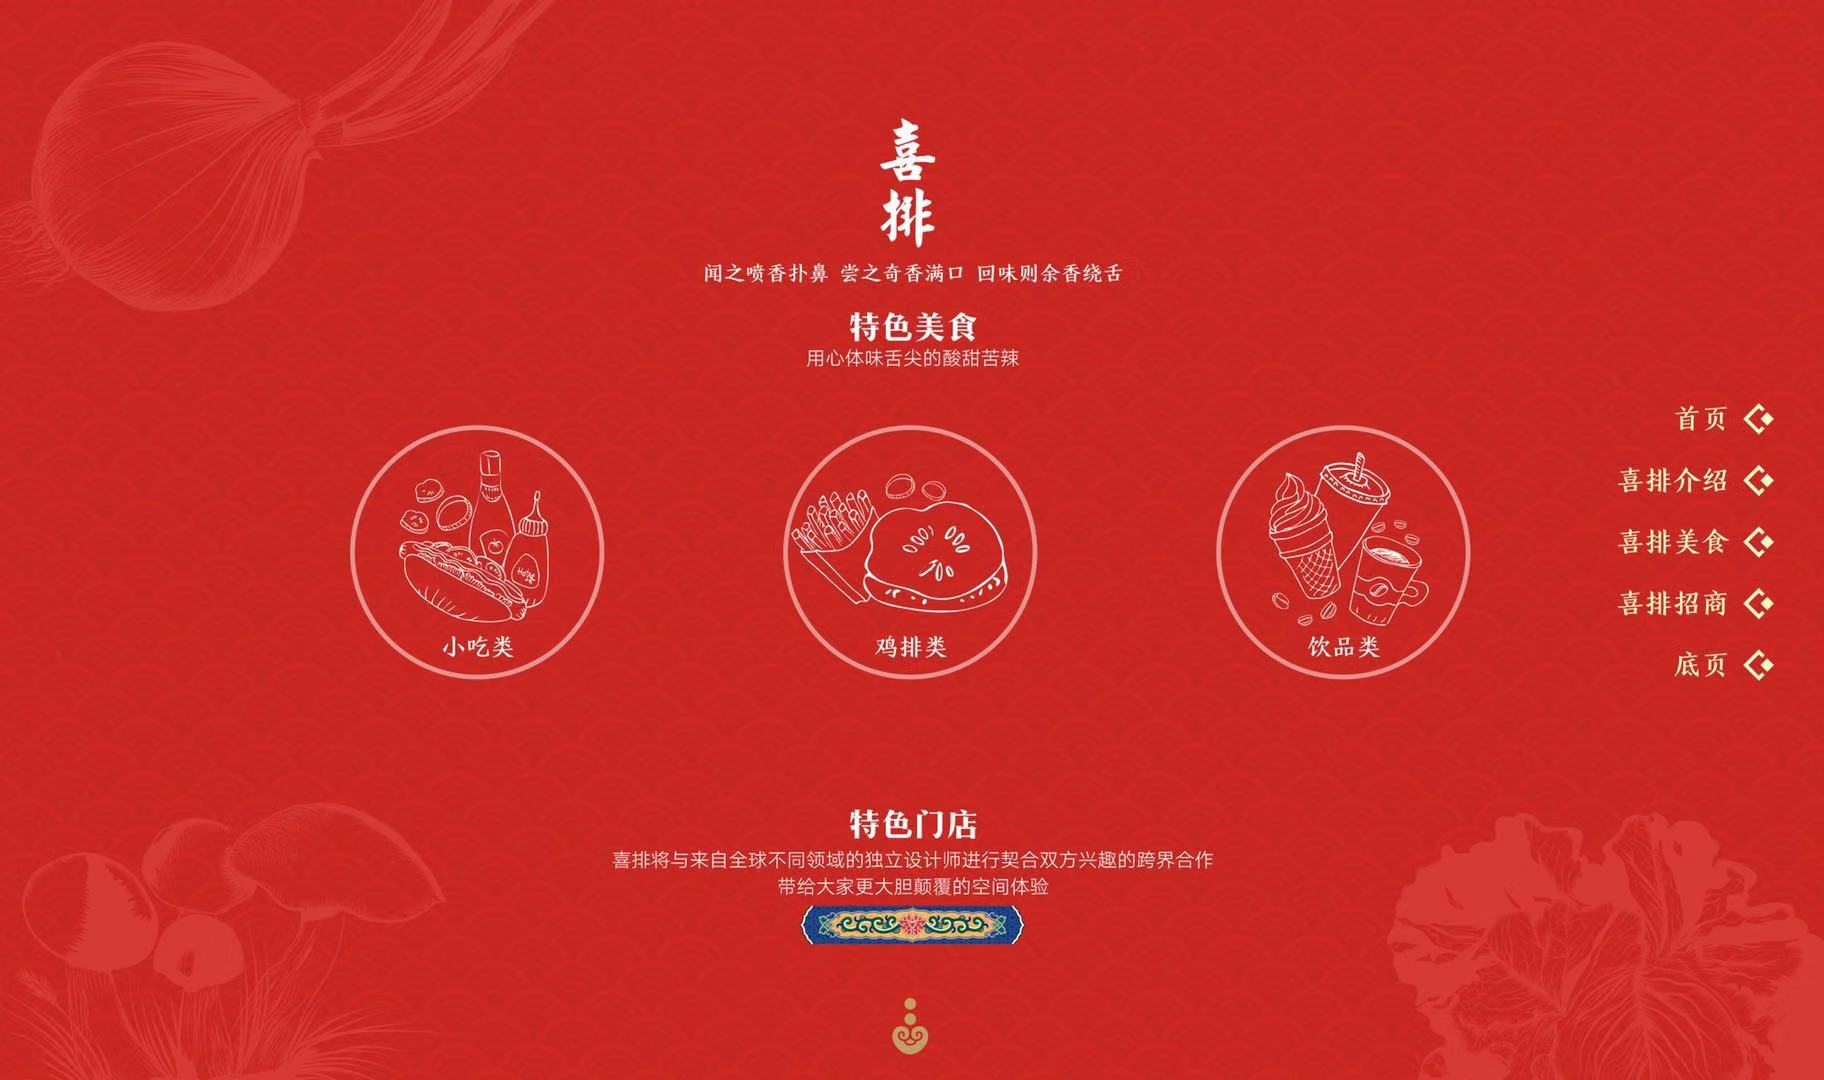 喜
排
闻之喷香扑鼻 尝之奇香满口 回味则余香绕舌
特色美食
用心体味舌尖的酸甜苦辣
小吃类
鸡排类
饮品类
首页
喜排介绍
喜排美食
喜排招商
底页
特色门店
喜排将与来自全球不同领域的独立设计师进行契合双方兴趣的跨界合作
带给大家更大胆颠覆的空间体验